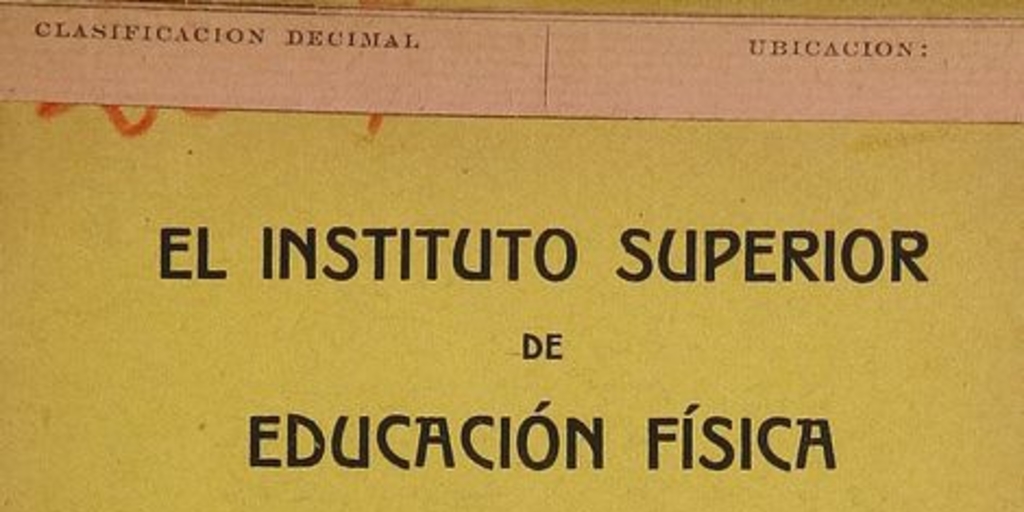 CLASIFICACION DECIMAL
UBICACION:
EL INSTITUTO SUPERIOR
DE
EDUCACIÓN FÍSICA